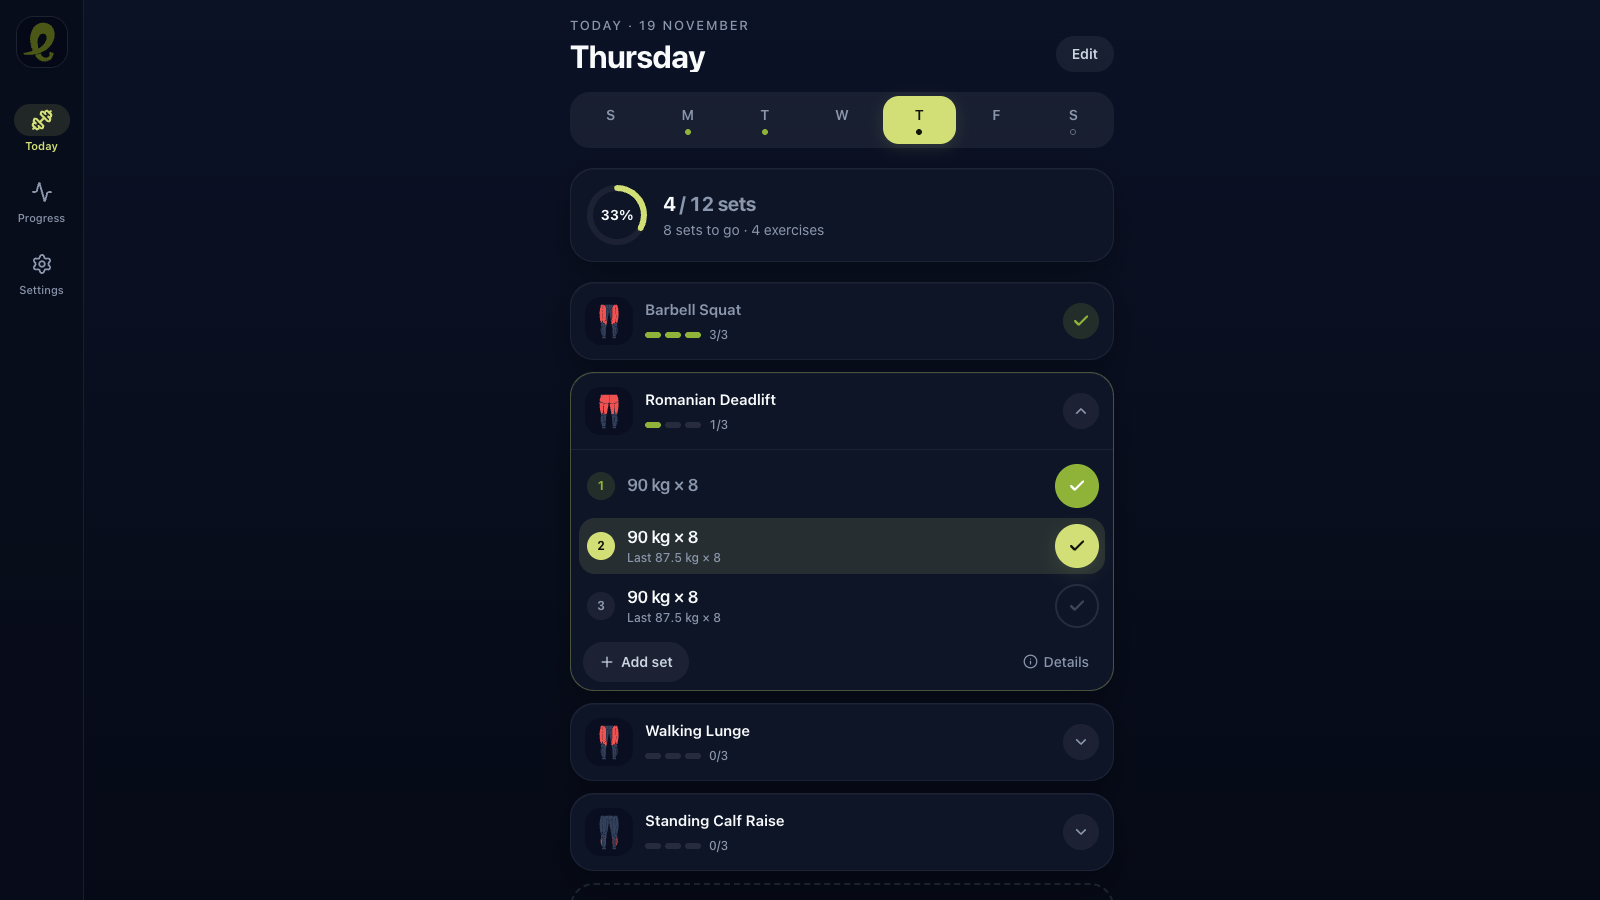 TODAY · 19 NOVEMBER
Thursday
Edit
S M T W T F S
Today
Progress
Settings
33%
4 / 12 sets
8 sets to go · 4 exercises
Barbell Squat
3/3
Romanian Deadlift
1/3
1 90 kg × 8
2 90 kg × 8
Last 87.5 kg × 8
3 90 kg × 8
Last 87.5 kg × 8
Add set
Details
Walking Lunge
0/3
Standing Calf Raise
0/3